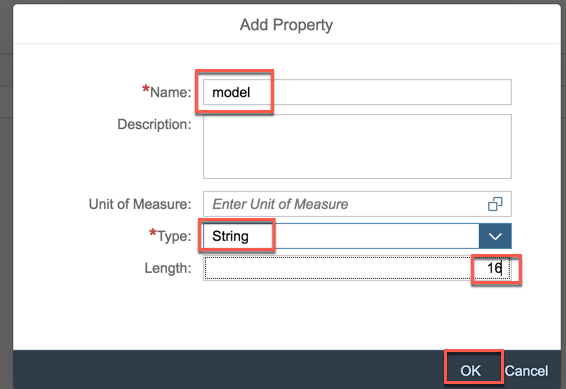 Add Property
*Name: model
Description:
Unit of Measure: Enter Unit of Measure
*Type: String
Length: 16
OK Cancel